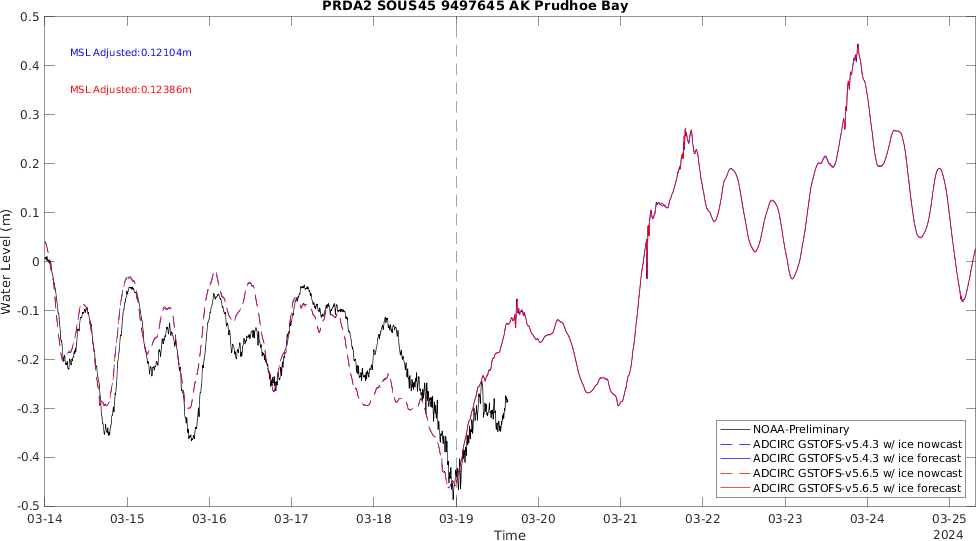 PRDA2 SOUS45 9497645 AK Prudhoe Bay
MSL Adjusted:0.12104m
MSL Adjusted:0.12386m
Water Level (m)
0.5
0.4
0.3
0.2
0.1
0
-0.1
-0.2
-0.3
-0.4
-0.5
NOAA-Preliminary
ADCIRC GSTOFS-v5.4.3 w/ ice nowcast
ADCIRC GSTOFS-v5.4.3 w/ ice forecast
ADCIRC GSTOFS-v5.6.5 w/ ice nowcast
ADCIRC GSTOFS-v5.6.5 w/ ice forecast
03-14 03-15 03-16 03-17 03-18 03-19 03-20 03-21 03-22 03-23 03-24 03-25
Time
2024